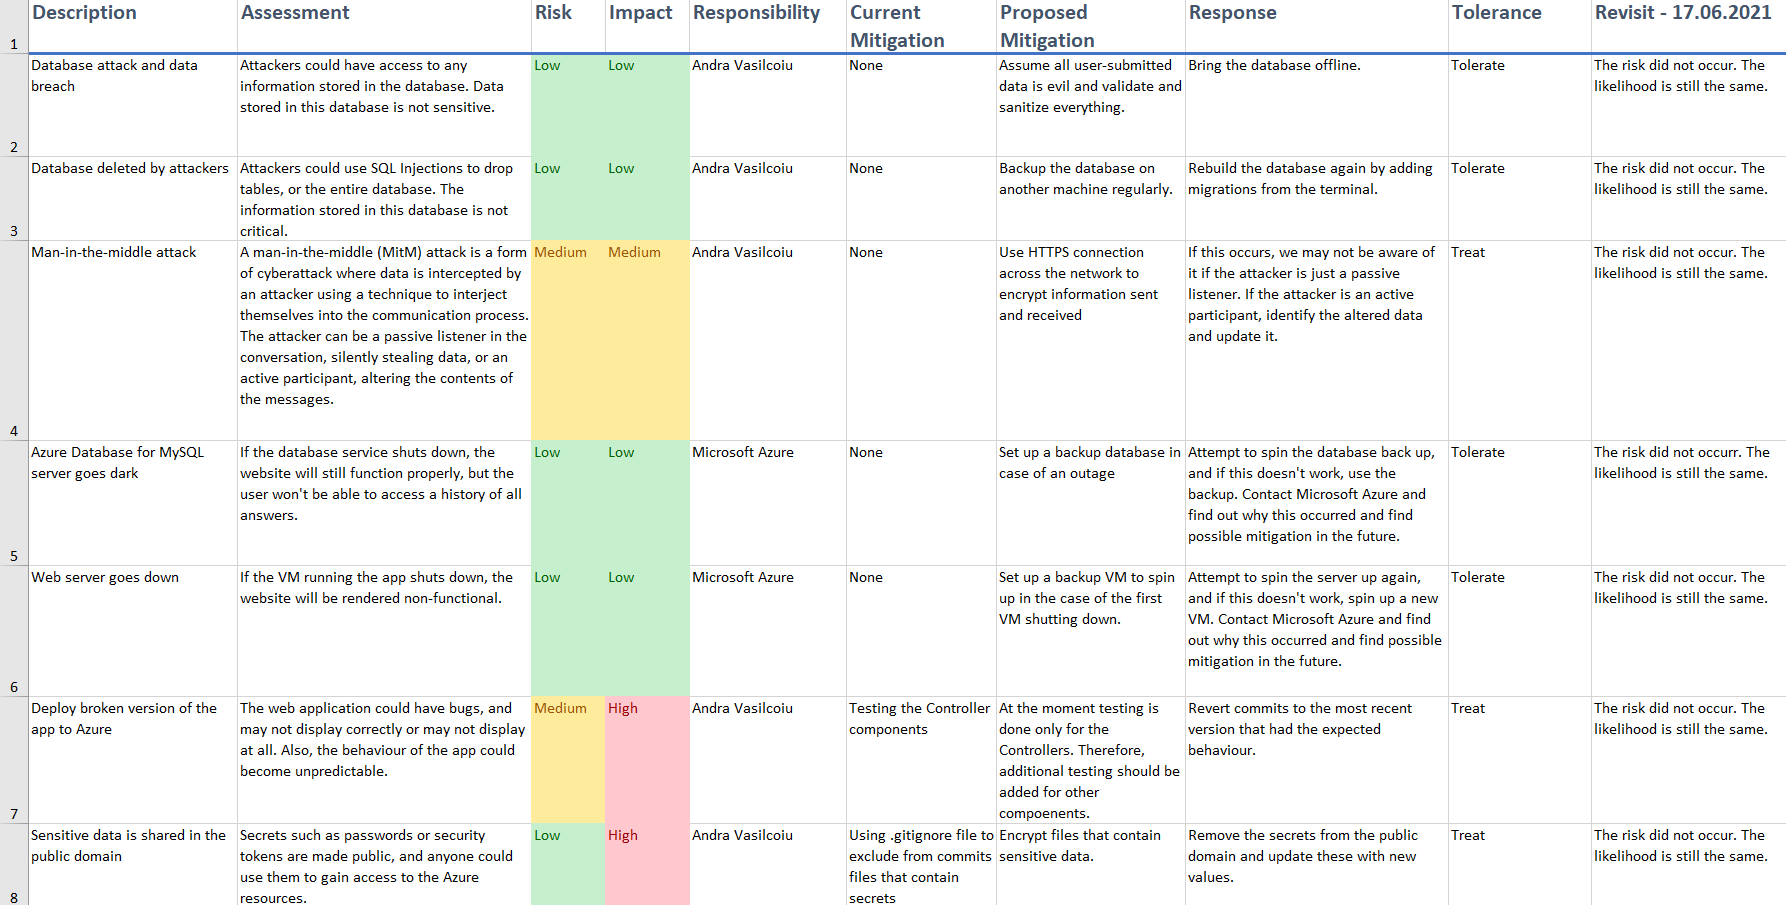 Description Assessment Risk Impact Responsibility Current Mitigation Proposed Mitigation Response Tolerance Revisit - 17.06.2021
1
Database attack and data
breach
Attackers could have access to any
information stored in the database. Data
stored in this database is not sensitive.
Low
Low
Andra Vasilcoiu
None
Assume all user-submitted
data is evil and validate and
sanitize everything.
Bring the database offline.
Tolerate
The risk did not occur. The
likelihood is still the same.
2
Database deleted by attackers
Attackers could use SQL Injections to drop
tables, or the entire database. The
information stored in this database is not
critical.
Low
Low
Andra Vasilcoiu
None
Backup the database on
another machine regularly.
Rebuild the database again by adding
migrations from the terminal.
Tolerate
The risk did not occur. The
likelihood is still the same.
3
Man-in-the-middle attack
A man-in-the-middle (MitM) attack is a form
of cyberattack where data is intercepted by
an attacker using a technique to interject
themselves into the communication process.
The attacker can be a passive listener in the
conversation, silently stealing data, or an
active participant, altering the contents of
the messages.
Medium
Medium
Andra Vasilcoiu
None
Use HTTPS connection
across the network to
encrypt information sent
and received
If this occurs, we may not be aware of
it if the attacker is just a passive
listener. If the attacker is an active
participant, identify the altered data
and update it.
Treat
The risk did not occur. The
likelihood is still the same.
4
Azure Database for MySQL
server goes dark
If the database service shuts down, the
website will still function properly, but the
user won't be able to access a history of all
answers.
Low
Low
Microsoft Azure
None
Set up a backup database in
case of an outage
Attempt to spin the database back up,
and if this doesn't work, use the
backup. Contact Microsoft Azure and
find out why this occurred and find
possible mitigation in the future.
Tolerate
The risk did not occurr. The
likelihood is still the same.
5
Web server goes down
If the VM running the app shuts down, the
website will be rendered non-functional.
Low
Low
Microsoft Azure
None
Set up a backup VM to spin
up in the case of the first
VM shutting down.
Attempt to spin the server up again,
and if this doesn't work, spin up a new
VM. Contact Microsoft Azure and find
out why this occurred and find possible
mitigation in the future.
Tolerate
The risk did not occur. The
likelihood is still the same.
6
Deploy broken version of the
app to Azure
The web application could have bugs, and
may not display correctly or may not display
at all. Also, the behaviour of the app could
become unpredictable.
Medium
High
Andra Vasilcoiu
Testing the Controller
components
At the moment testing is
done only for the
Controllers. Therefore,
additional testing should be
added for other
compoenents.
Revert commits to the most recent
version that had the expected
behaviour.
Treat
The risk did not occur. The
likelihood is still the same.
7
Sensitive data is shared in the
public domain
Secrets such as passwords or security
tokens are made public, and anyone could
use them to gain access to the Azure
resources.
Low
High
Andra Vasilcoiu
Using .gitignore file to
exclude from commits
files that contain
secrets
Encrypt files that contain
sensitive data.
Remove the secrets from the public
domain and update these with new
values.
Treat
The risk did not occur. The
likelihood is still the same.
8